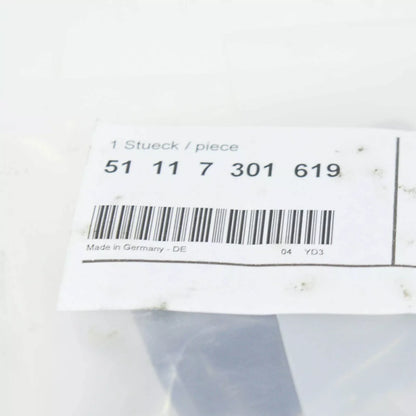 1 Stueck / piece
51 11 7 301 619
Made in Germany - DE 04 YD3